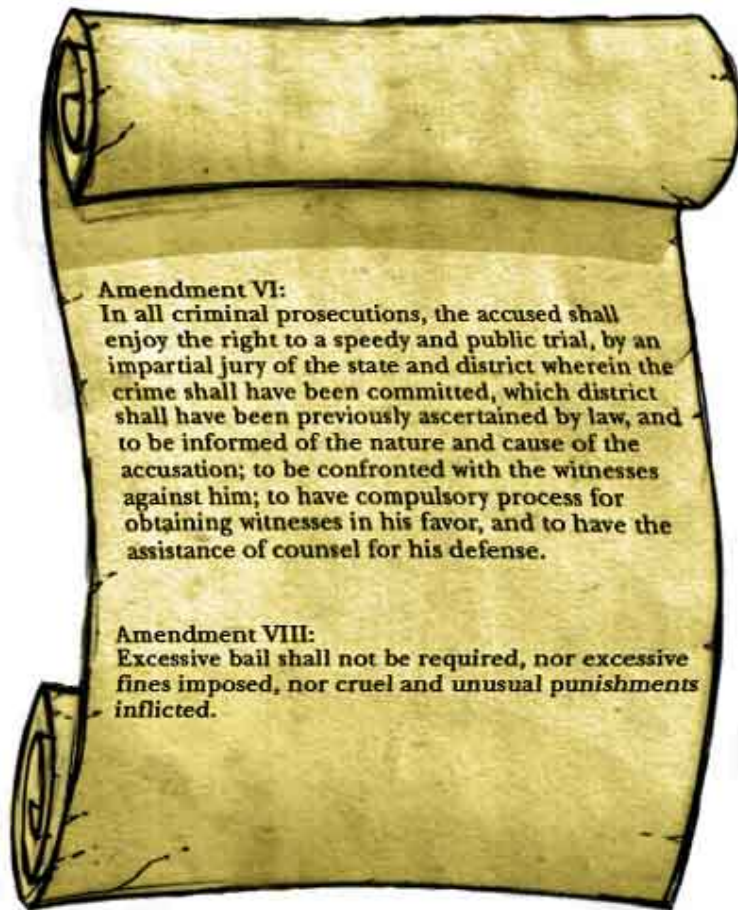 Amendment VI:
In all criminal prosecutions, the accused shall
enjoy the right to a speedy and public trial, by an
impartial jury of the state and district wherein the
crime shall have been committed, which district
shall have been previously ascertained by law, and
to be informed of the nature and cause of the
accusation; to be confronted with the witnesses
against him; to have compulsory process for
obtaining witnesses in his favor, and to have the
assistance of counsel for his defense.
Amendment VIII:
Excessive bail shall not be required, nor excessive
fines imposed, nor cruel and unusual punishments
inflicted.